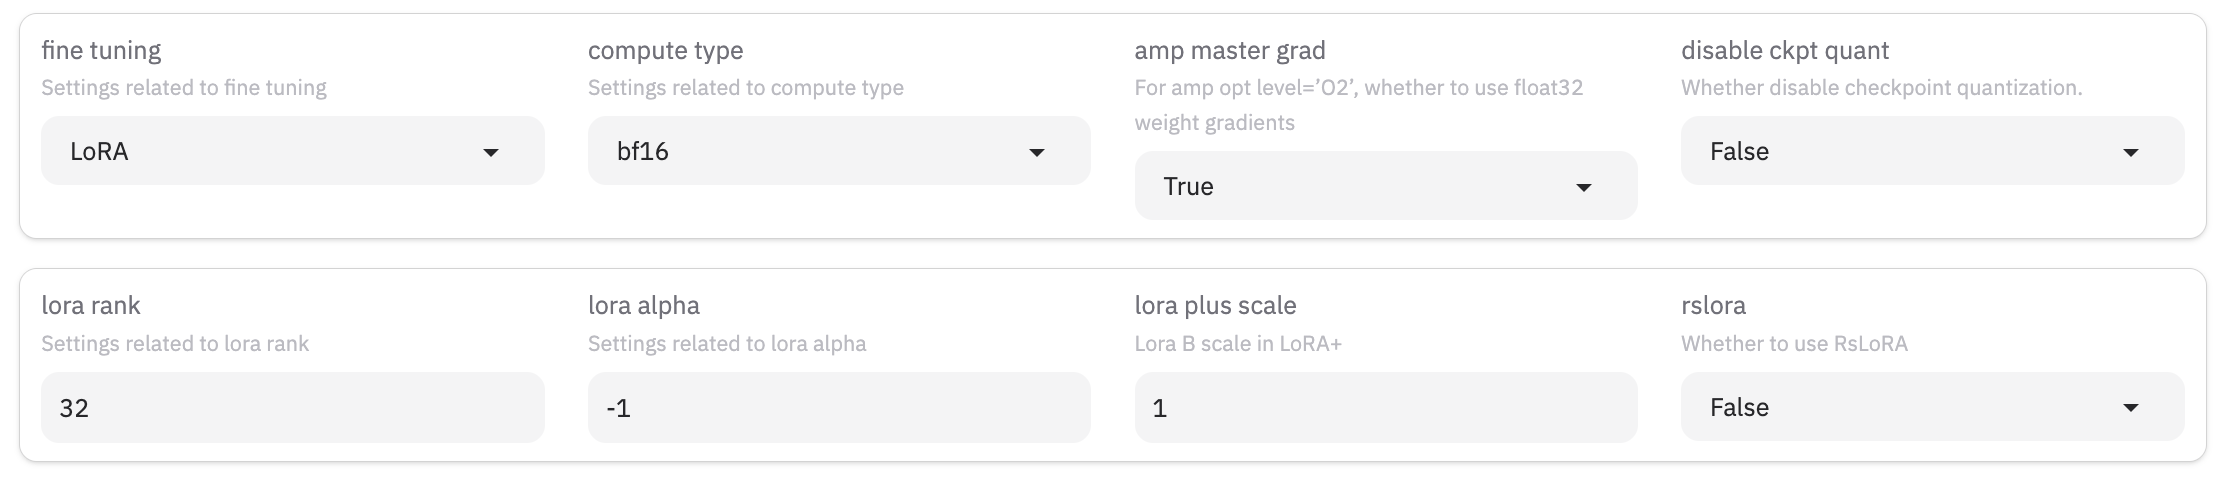 fine tuning
Settings related to fine tuning
LoRA
compute type
Settings related to compute type
bf16
amp master grad
For amp opt level=’O2’, whether to use float32
weight gradients
True
disable ckpt quant
Whether disable checkpoint quantization.
False
lora rank
Settings related to lora rank
32
lora alpha
Settings related to lora alpha
-1
lora plus scale
Lora B scale in LoRA+
1
rslora
Whether to use RsLoRA
False